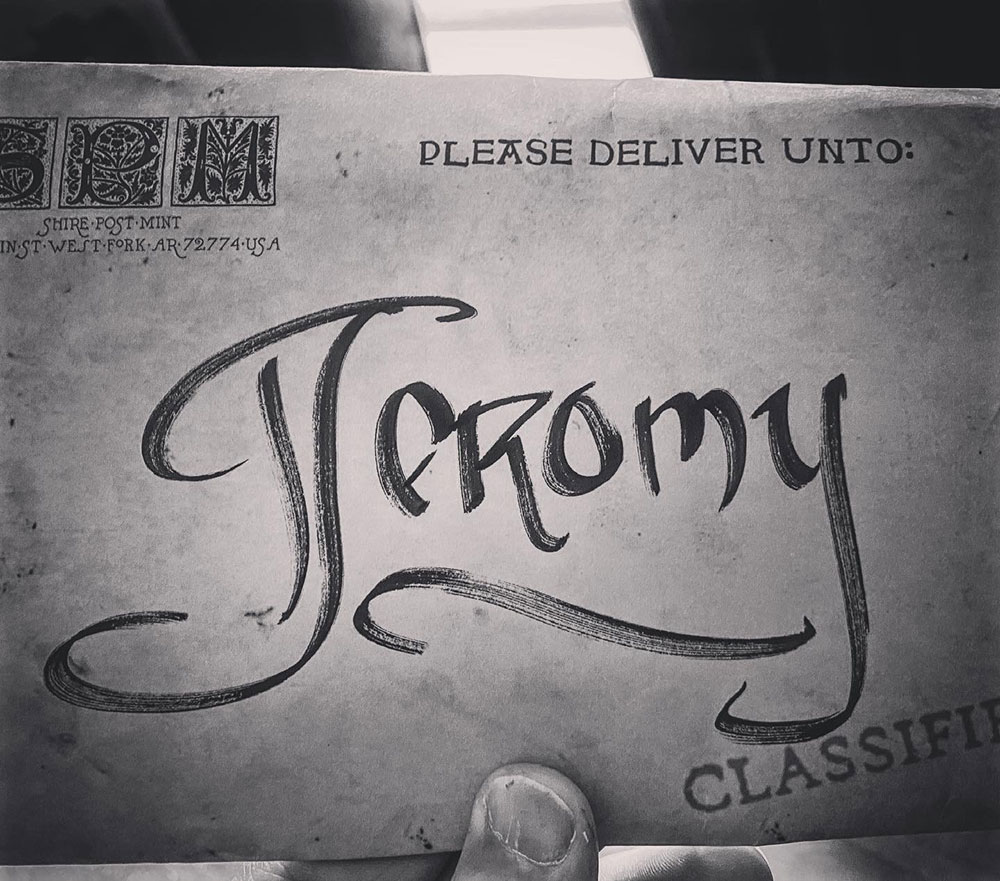 SPM
SHIRE·POST·MINT
IN·ST·WEST·FORK·AR·72774·USA
PLEASE DELIVER UNTO:
Jeromy
CLASSIFI